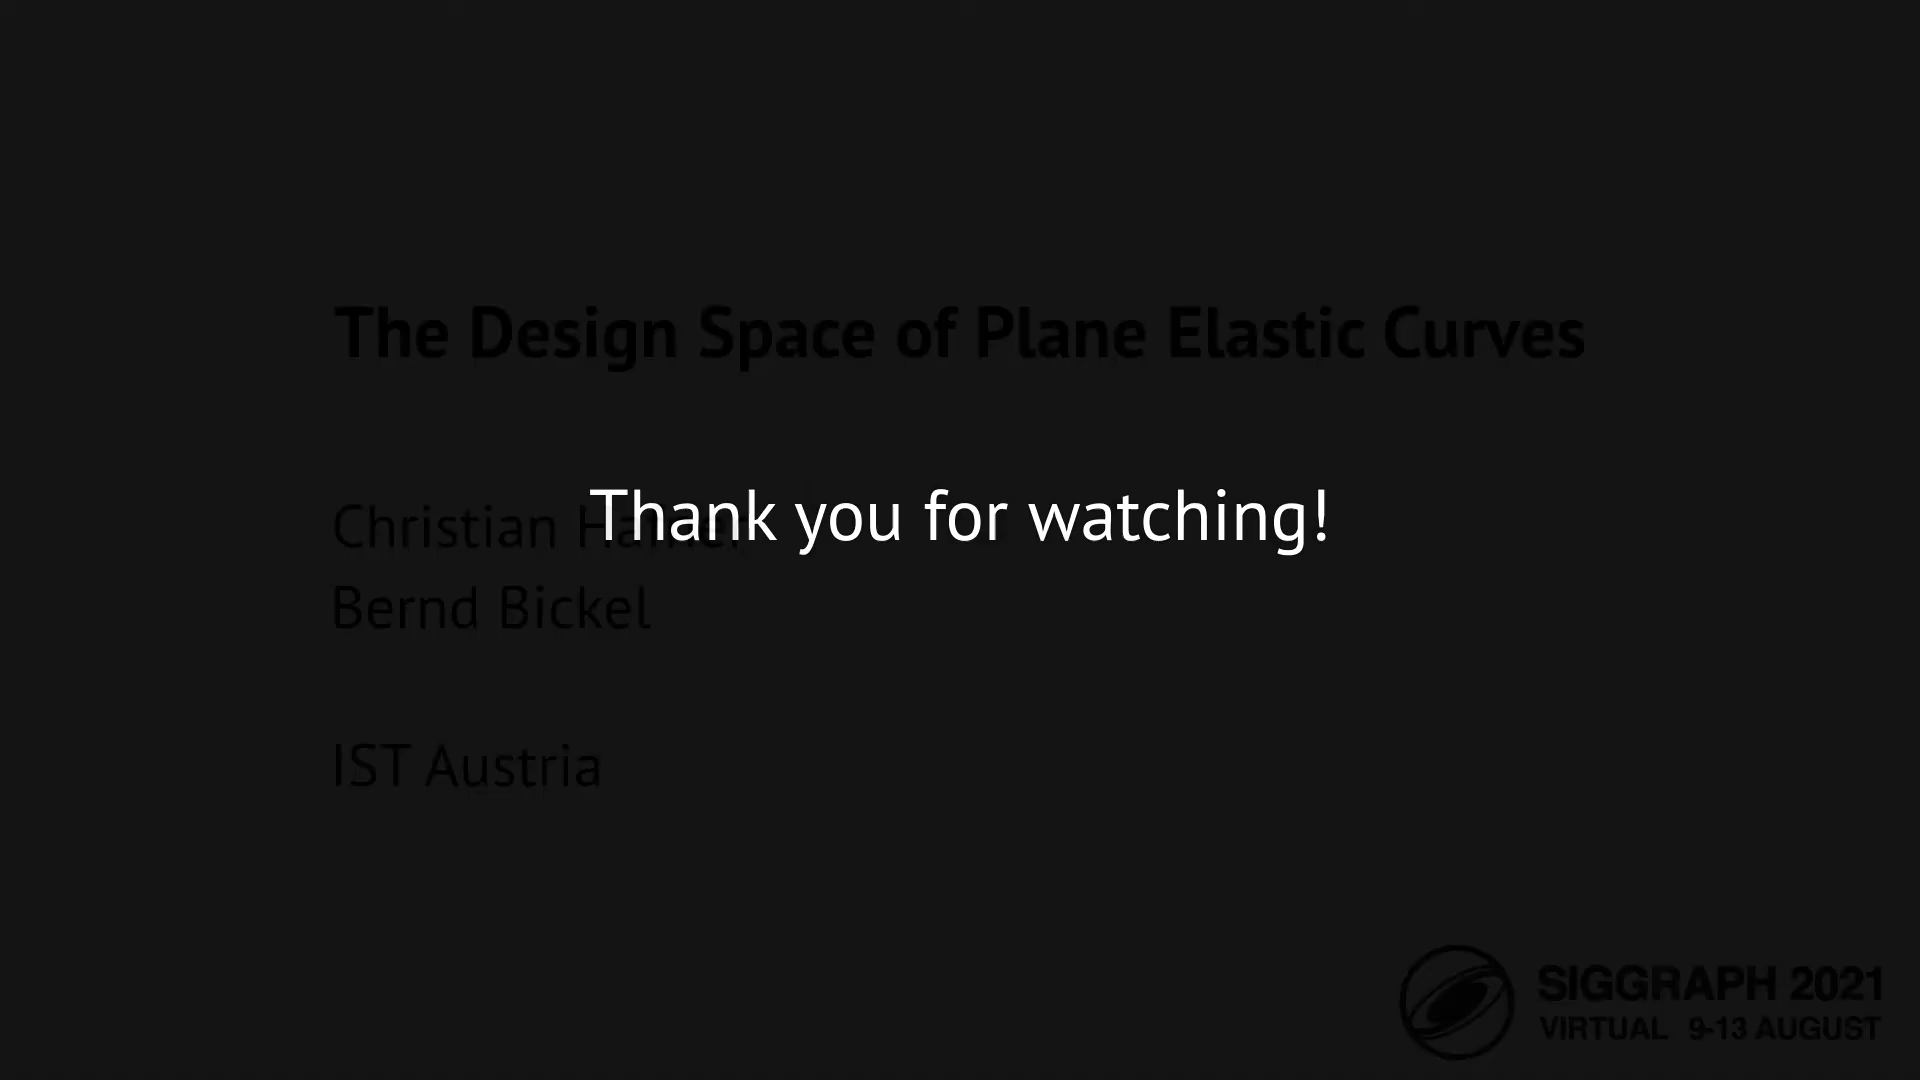 The Design Space of Plane Elastic Curves
Thank you for watching!
Christian
Bernd Bickel
IST Austria
SIGGRAPH 2021
VIRTUAL 9-13 AUGUST